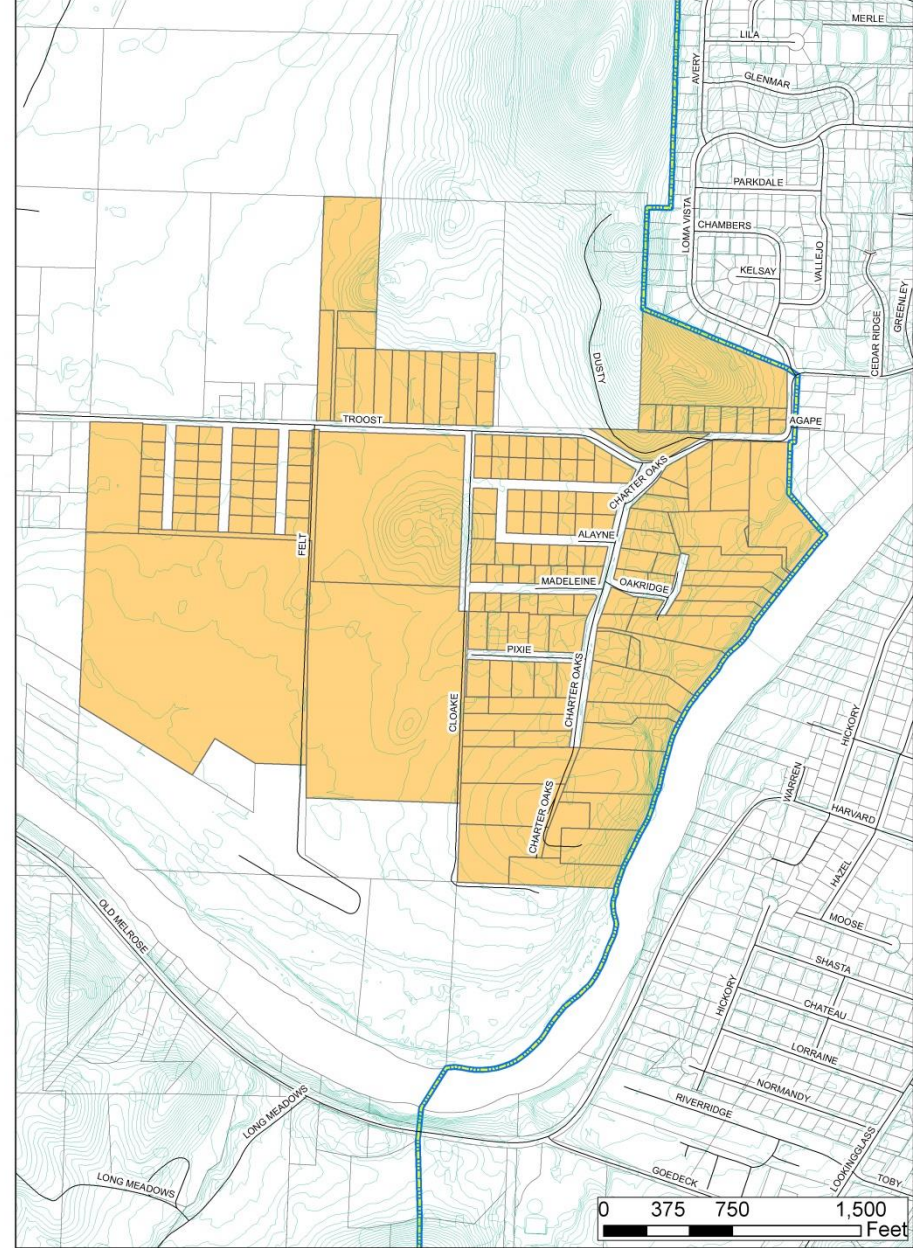 MERLE
LILA
AVERY
GLENMAR
PARKDALE
LOMA VISTA
CHAMBERS
VALLEJO
KELSAY
GREENLEY
CEDAR RIDGE
DUSTY
TROOST
AGAPE
CHARTER OAKS
FELT
ALAYNE
MADELEINE
OAKRIDGE
PIXIE
CLOAKE
CHARTER OAKS
HICKORY
WARREN
CHARTER OAKS
HARVARD
HAZEL
OLD MELROSE
MOOSE
SHASTA
HICKORY
CHATEAU
LORRAINE
NORMANDY
RIVERRIDGE
LONG MEADOWS
LOOKINGGLASS
LONG MEADOWS
GOEDECK
TOBY
0 375 750 1,500
Feet